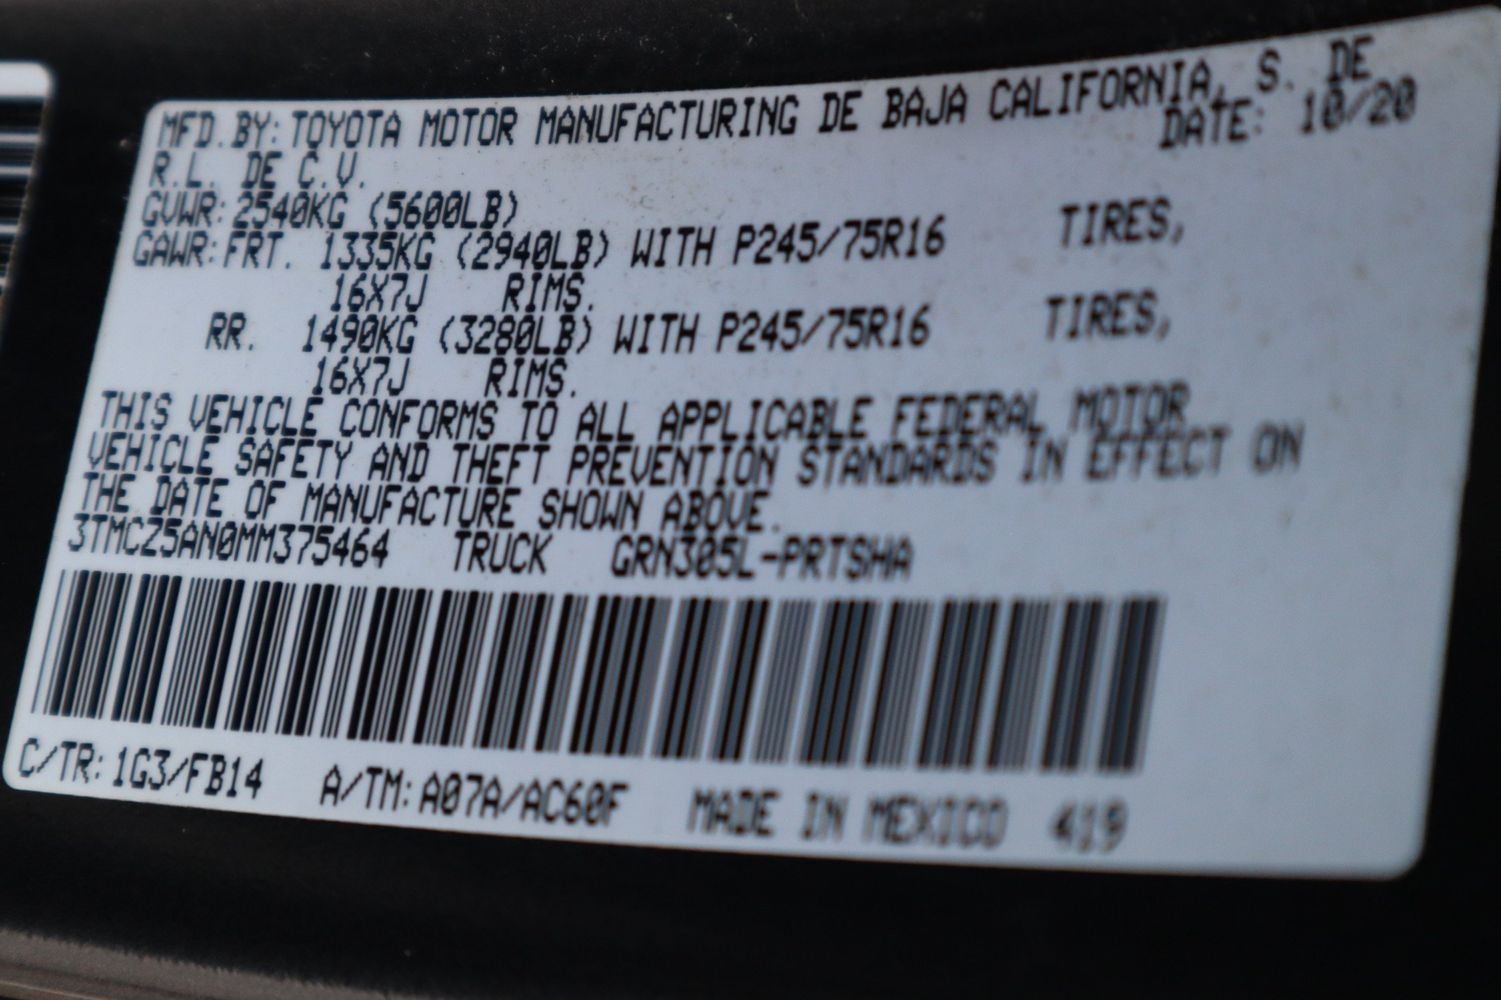 MFD.BY: TOYOTA MOTOR MANUFACTURING DE BAJA CALIFORNIA, S. DE
R.L. DE C.V. DATE: 10/20
GVWR: 2540KG (5600LB)
GAWR: FRT. 1335KG (2940LB) WITH P245/75R16 TIRES,
16X7J RIMS.
RR. 1490KG (3280LB) WITH P245/75R16 TIRES,
16X7J RIMS.
THIS VEHICLE CONFORMS TO ALL APPLICABLE FEDERAL MOTOR
VEHICLE SAFETY AND THEFT PREVENTION STANDARDS IN EFFECT ON
THE DATE OF MANUFACTURE SHOWN ABOVE.
3TMCZ5AN0MM375464 TRUCK GRN305L-PRTSHA
C/TR: 1G3/FB14 A/TM: A07A/AC60F MADE IN MEXICO 419